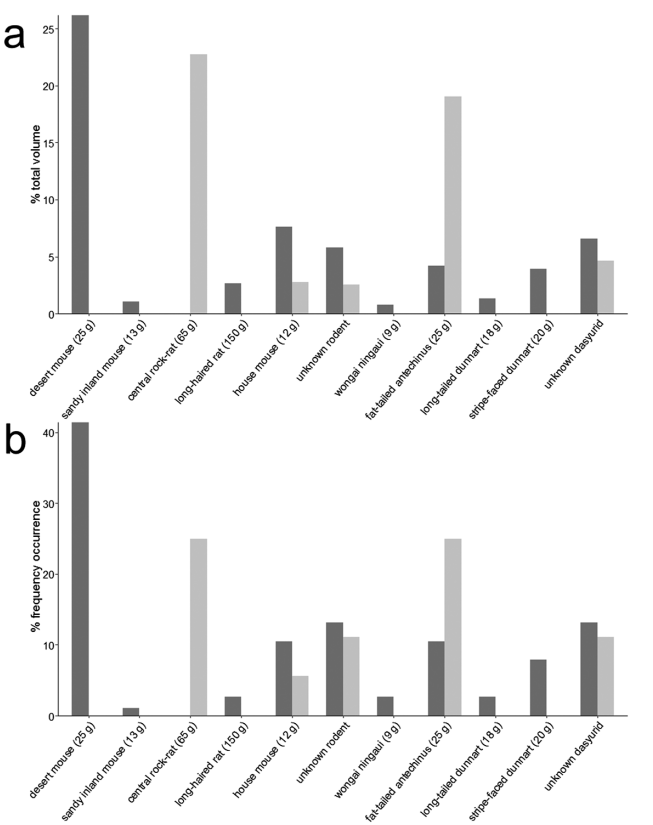 a
% total volume
25
20
15
10
5
0
desert mouse (25 g)
sandy inland mouse (13 g)
central rock-rat (65 g)
long-haired rat (150 g)
house mouse (12 g)
unknown rodent
wongai ningaui (9 g)
fat-tailed antechinus (25 g)
long-tailed dunnart (18 g)
stripe-faced dunnart (20 g)
unknown dasyurid
b
% frequency occurrence
40
30
20
10
0
desert mouse (25 g)
sandy inland mouse (13 g)
central rock-rat (65 g)
long-haired rat (150 g)
house mouse (12 g)
unknown rodent
wongai ningaui (9 g)
fat-tailed antechinus (25 g)
long-tailed dunnart (18 g)
stripe-faced dunnart (20 g)
unknown dasyurid